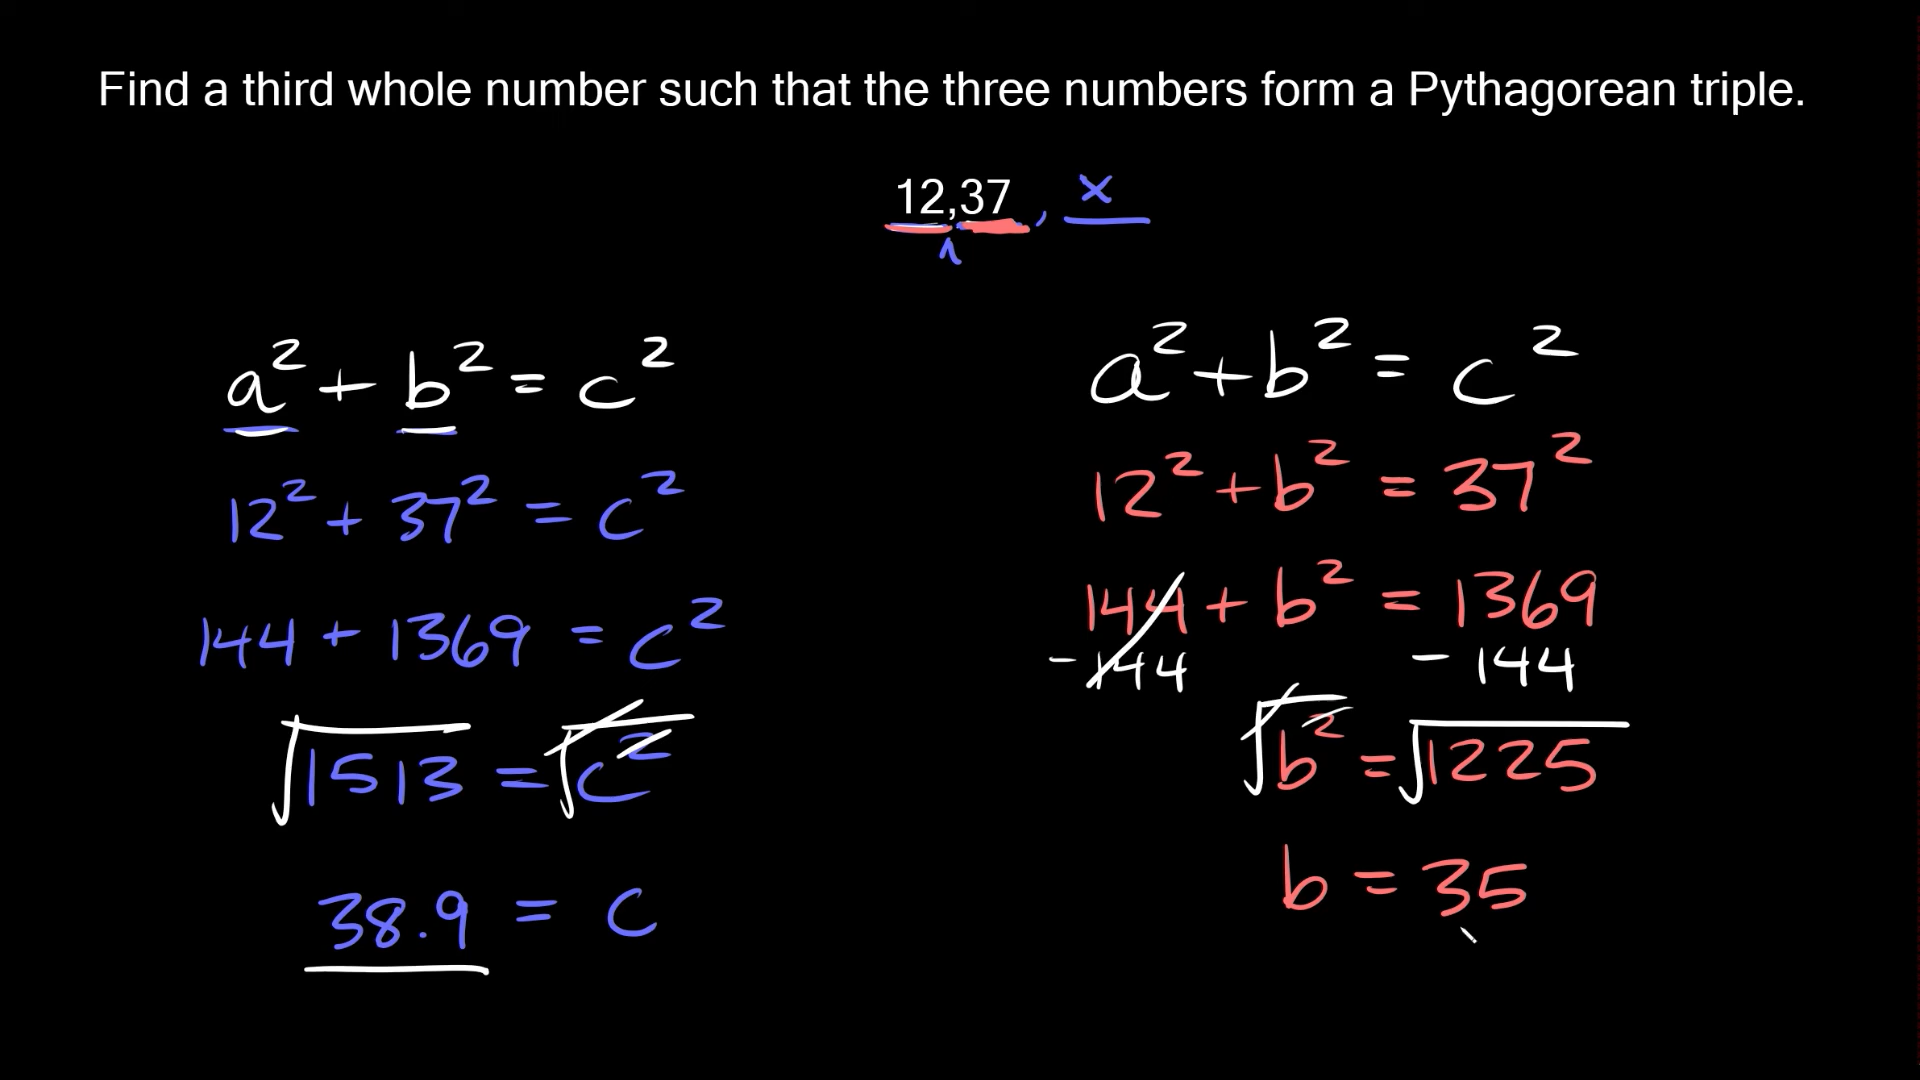 Find a third whole number such that the three numbers form a Pythagorean triple.
12,37 , x
a² + b² = c²
12² + 37² = c²
144 + 1369 = c²
√1513 = √c²
38.9 = c
a² + b² = c²
12² + b² = 37²
144 + b² = 1369
- 144 - 144
√b² = √1225
b = 35